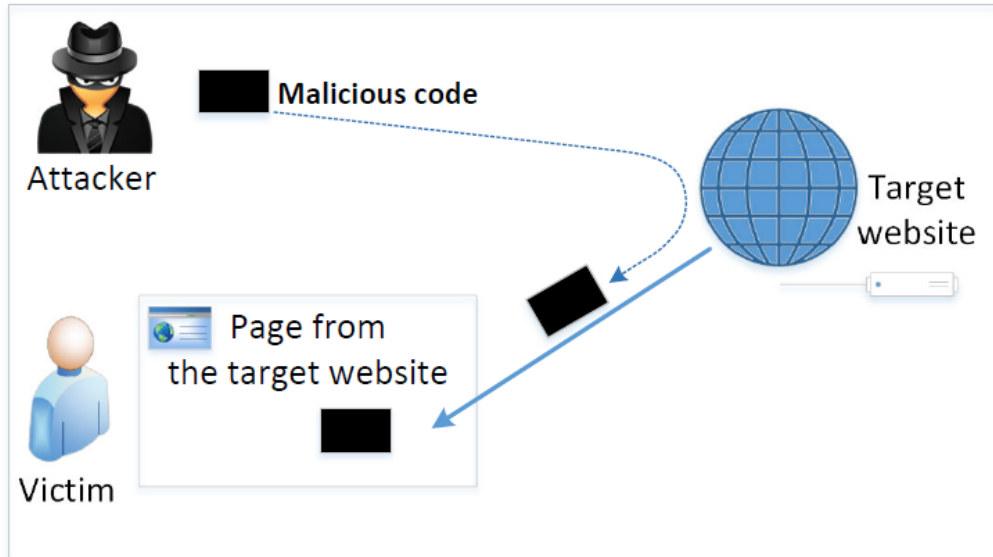 Malicious code
Attacker
Target
website
Page from
the target website
Victim